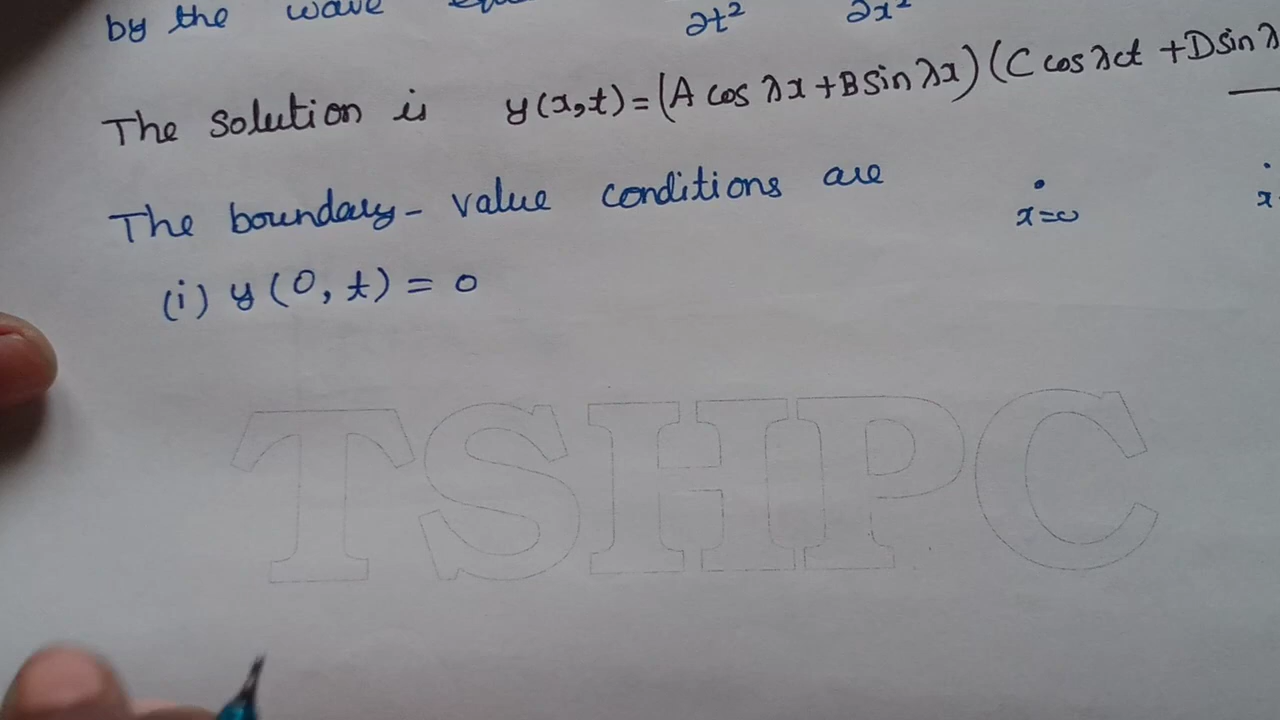 by the wave ∂t² ∂x²
The solution is y(x,t)=(A cos λx+B sin λx)(C cos λct +D sin λ
The boundary-value conditions are
x=0
x
(i) y(0,t) = 0
TSHPC